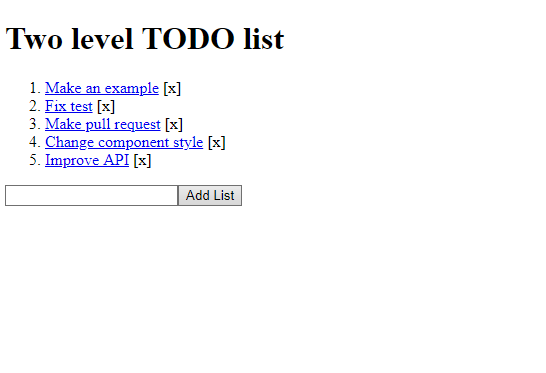 Two level TODO list
1. Make an example [x]
2. Fix test [x]
3. Make pull request [x]
4. Change component style [x]
5. Improve API [x]
Add List